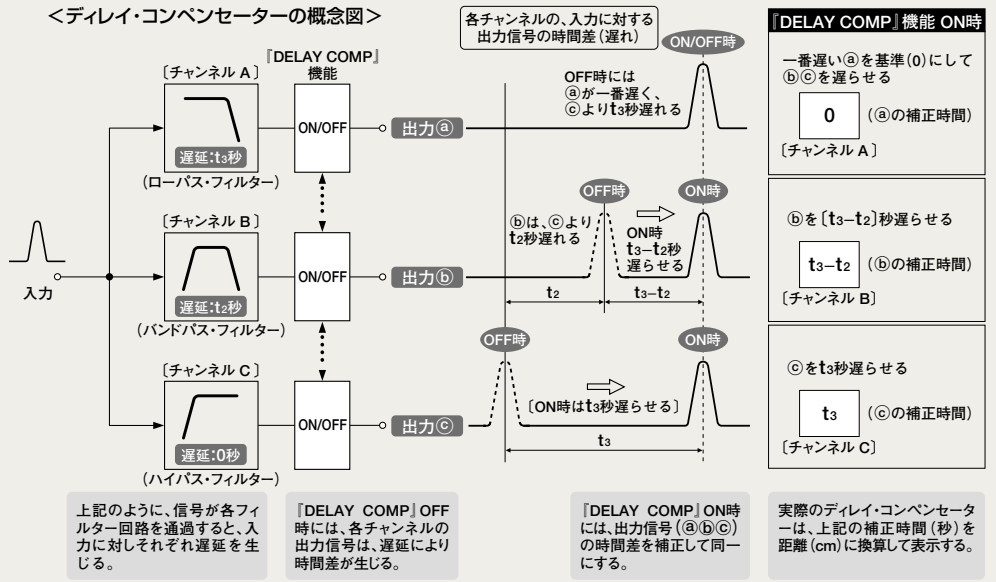 ＜ディレイ・コンペンセーターの概念図＞
各チャンネルの、入力に対する
出力信号の時間差（遅れ）
〔チャンネル A〕
遅延:t3秒
（ローパス・フィルター）
『DELAY COMP』
機能
ON/OFF
出力ⓐ
OFF時には
ⓐが一番遅く、
ⓒよりt3秒遅れる
ON/OFF時
入力
〔チャンネル B〕
遅延:t2秒
（バンドパス・フィルター）
ON/OFF
出力ⓑ
ⓑは、ⓒより
t2秒遅れる
OFF時
ON時
t3−t2秒
遅らせる
ON時
t2
t3−t2
〔チャンネル C〕
遅延:0秒
（ハイパス・フィルター）
ON/OFF
出力ⓒ
OFF時
〔ON時はt3秒遅らせる〕
ON時
t3
『DELAY COMP』機能 ON時
一番遅いⓐを基準(0)にして
ⓑⓒを遅らせる
0
（ⓐの補正時間）
〔チャンネル A〕
ⓑを〔t3−t2〕秒遅らせる
t3−t2
（ⓑの補正時間）
〔チャンネル B〕
ⓒをt3秒遅らせる
t3
（ⓒの補正時間）
〔チャンネル C〕
上記のように、信号が各フィ
ルター回路を通過すると、入
力に対しそれぞれ遅延を生
じる。
『DELAY COMP』OFF
時には、各チャンネルの
出力信号は、遅延により
時間差が生じる。
『DELAY COMP』ON時
には、出力信号（ⓐⓑⓒ）
の時間差を補正して同一
にする。
実際のディレイ・コンペンセータ
ーは、上記の補正時間（秒）を
距離(cm)に換算して表示する。